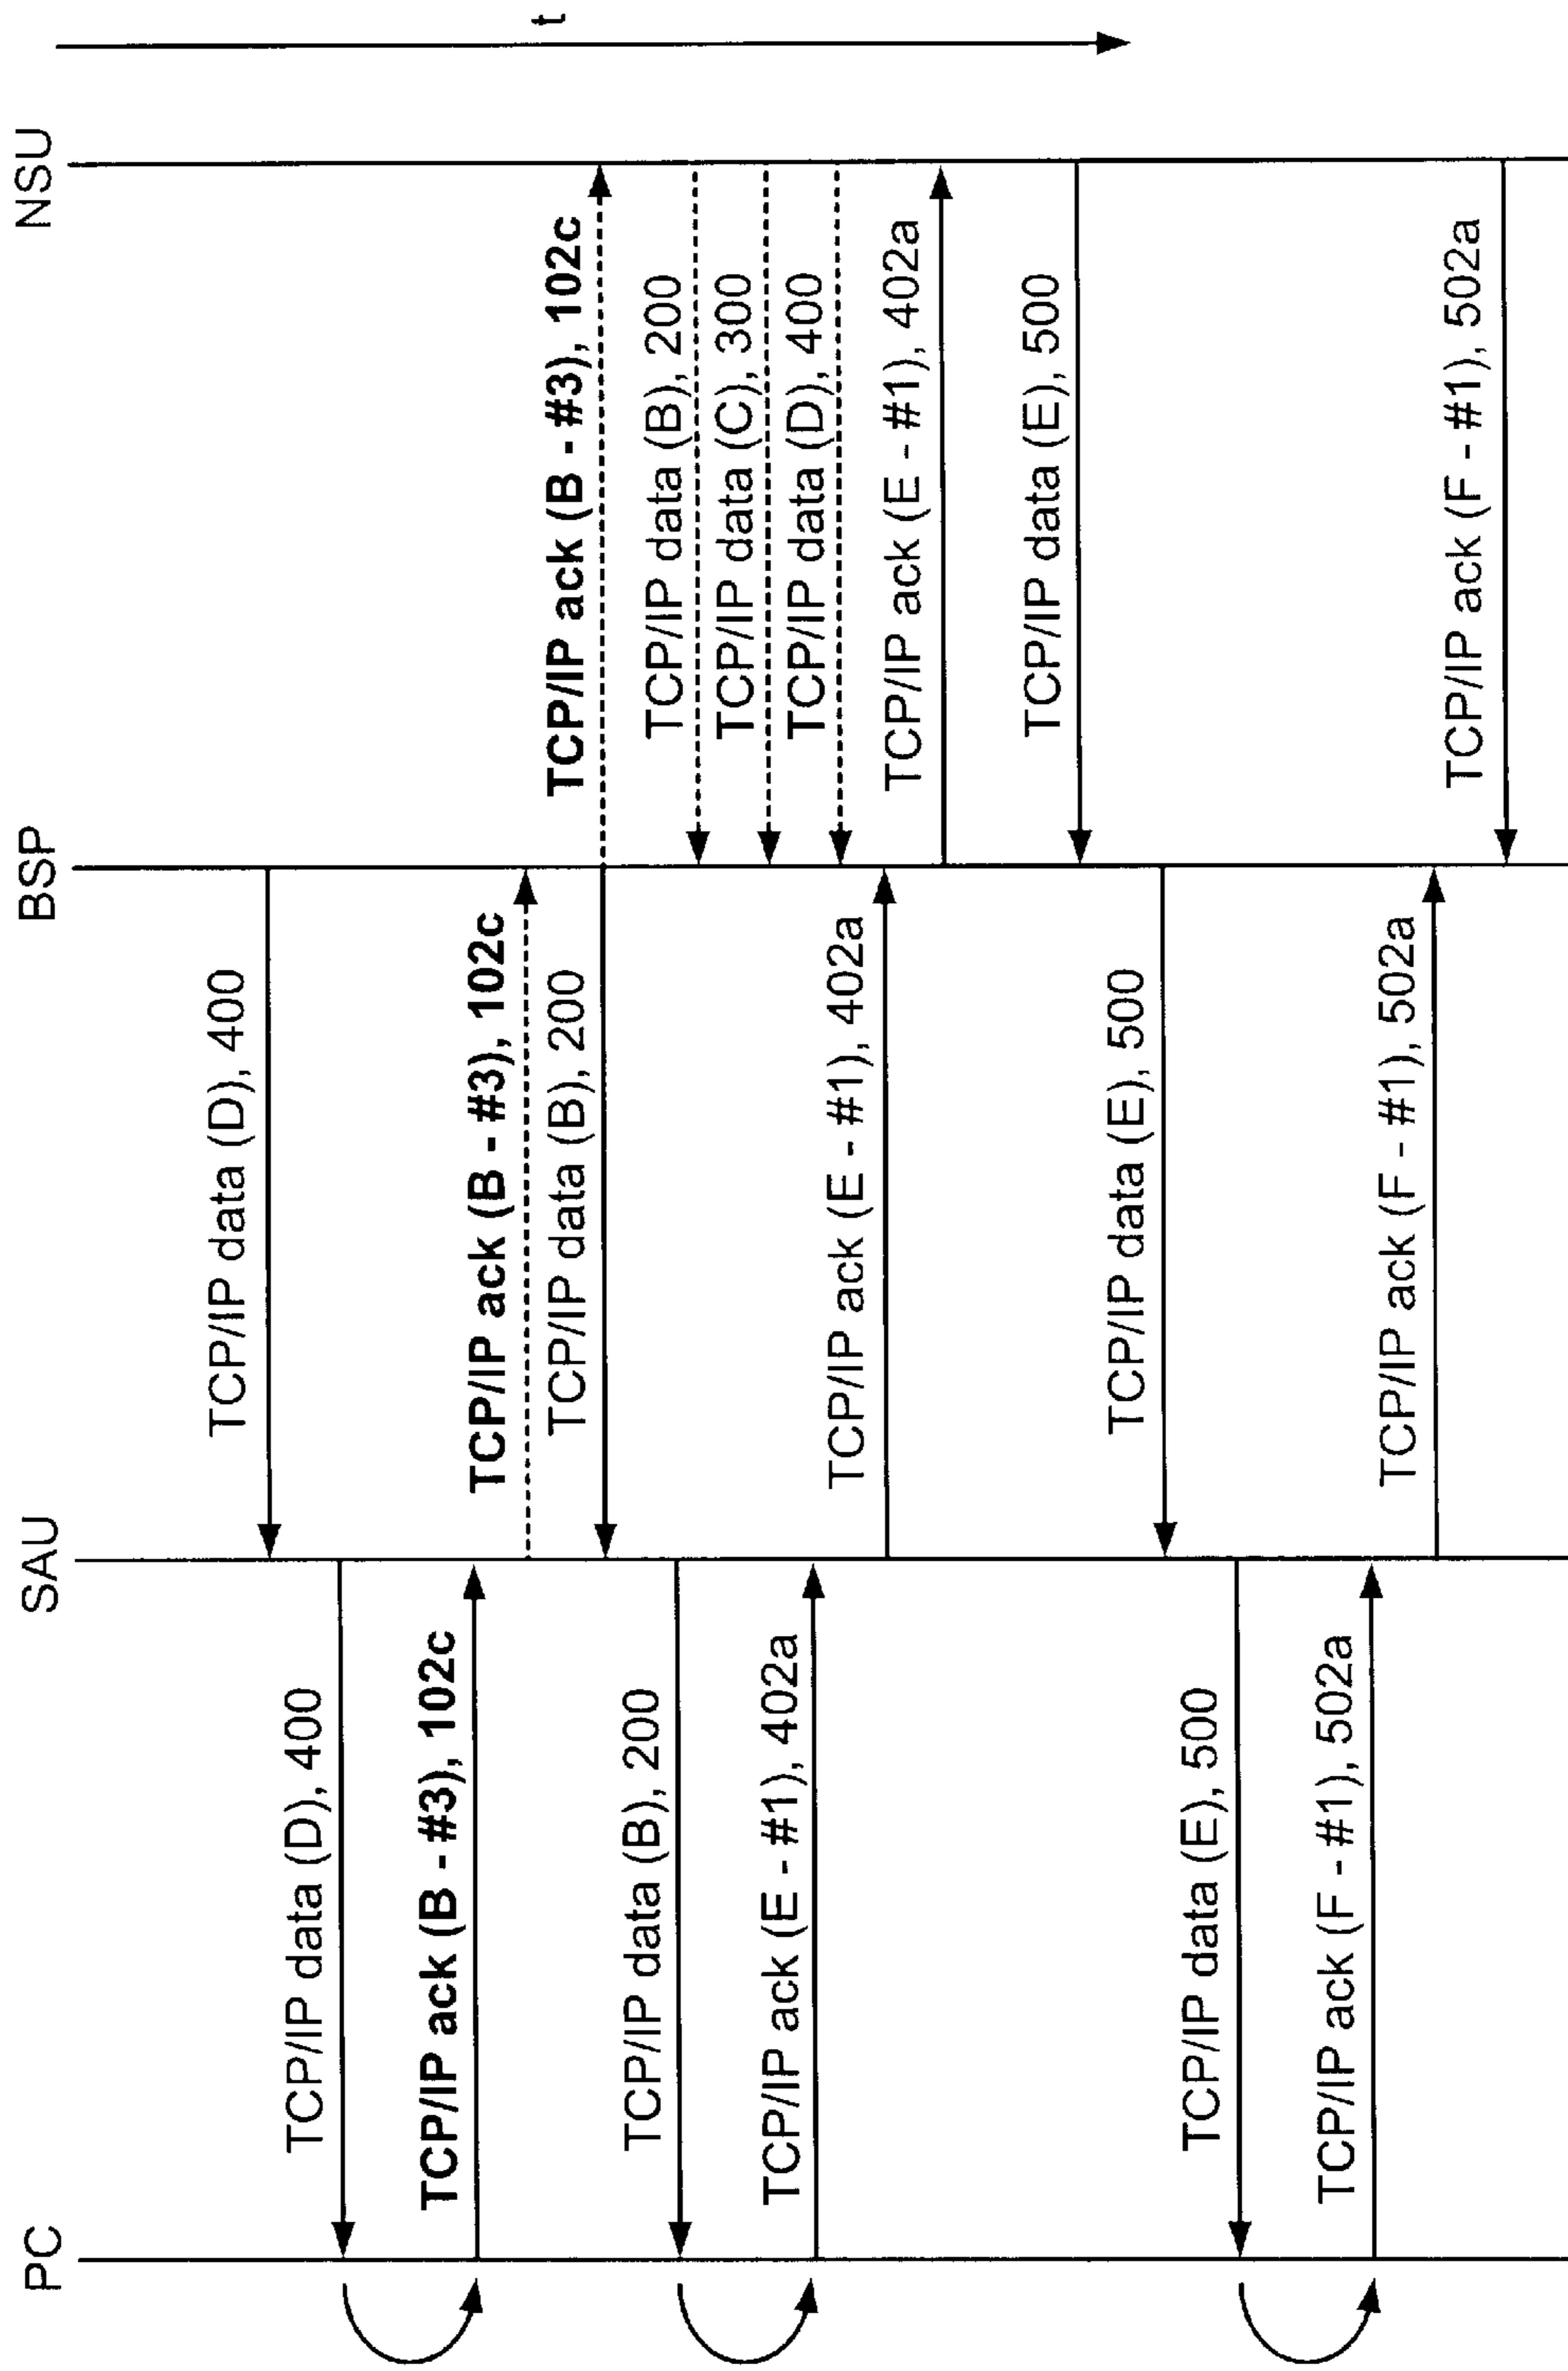 PC
SAU
BSP
NSU
t
TCP/IP data (D), 400
TCP/IP data (D), 400
TCP/IP ack (B - #3), 102c
TCP/IP ack (B - #3), 102c
TCP/IP data (B), 200
TCP/IP ack (B - #3), 102c
TCP/IP data (B), 200
TCP/IP data (B), 200
TCP/IP data (C), 300
TCP/IP data (D), 400
TCP/IP ack (E - #1), 402a
TCP/IP ack (E - #1), 402a
TCP/IP ack (E - #1), 402a
TCP/IP data (E), 500
TCP/IP data (E), 500
TCP/IP data (E), 500
TCP/IP ack (F - #1), 502a
TCP/IP ack (F - #1), 502a
TCP/IP ack (F - #1), 502a